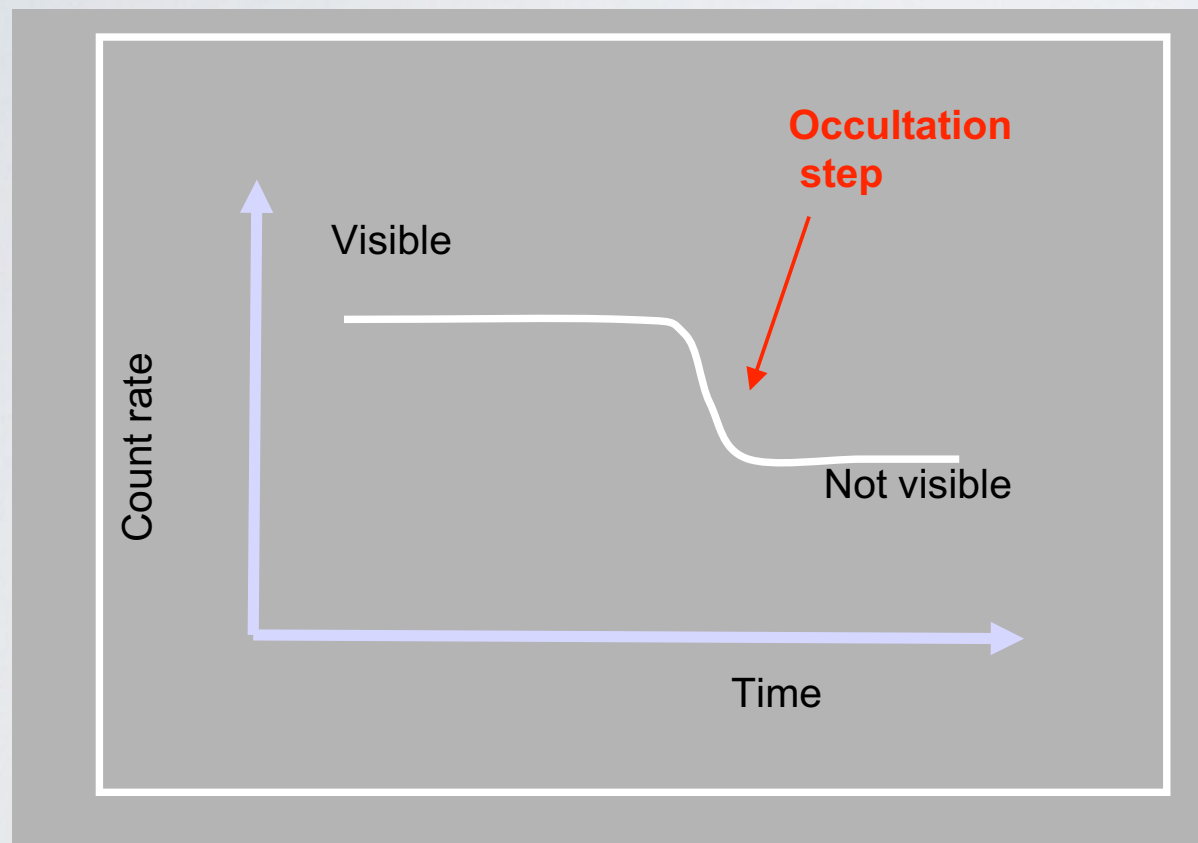 Occultation
step
Visible
Count rate
Not visible
Time